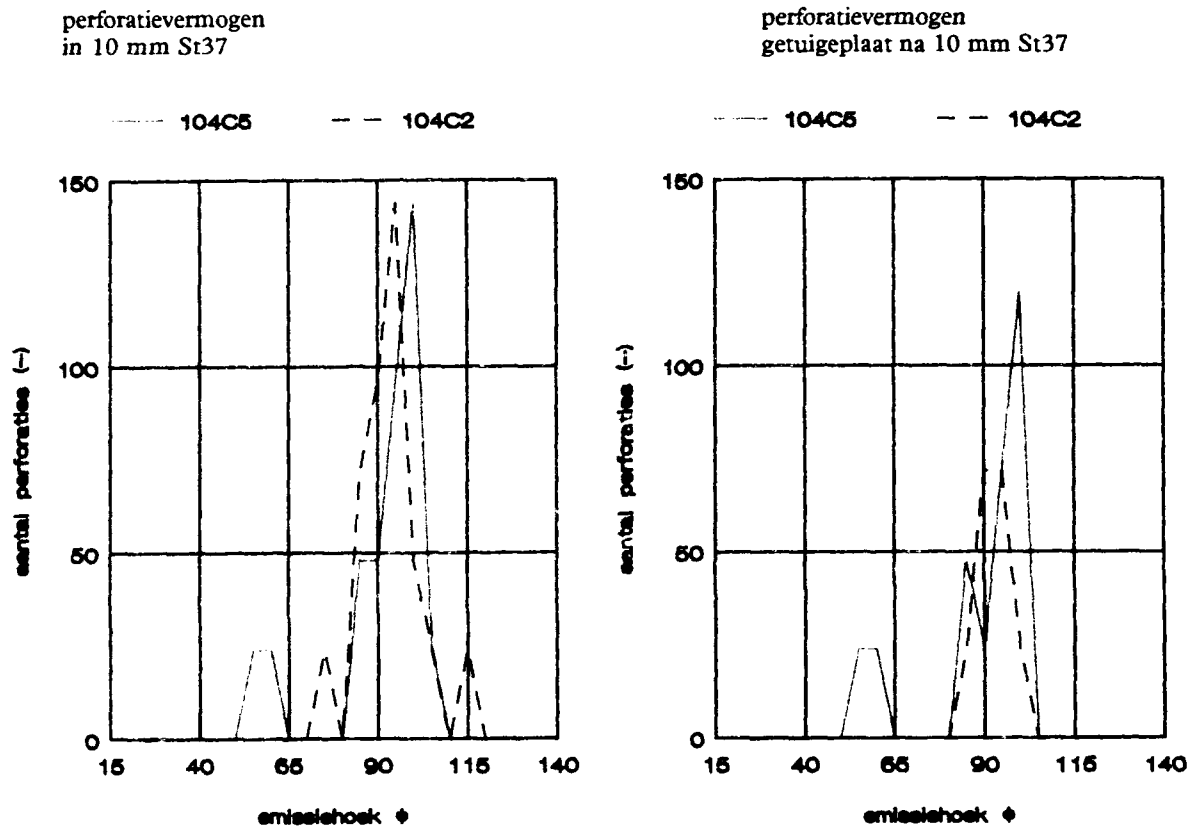 perforatievermogen
in 10 mm St37
104C5 104C2
150
100
50
0
15 40 65 90 115 140
aantal perforaties (-)
emissiehoek φ
perforatievermogen
getuigeplaat na 10 mm St37
104C5 104C2
150
100
50
0
15 40 65 90 115 140
aantal perforaties (-)
emissiehoek φ